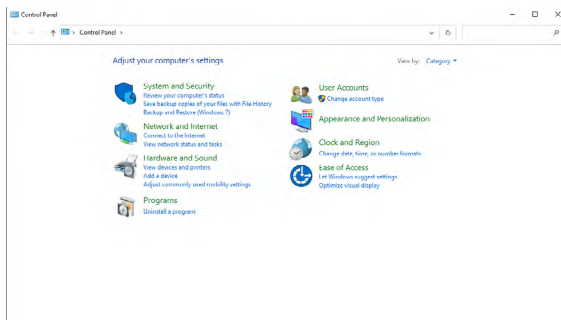 Control Panel
Control Panel
Adjust your computer's settings
View by: Category
System and Security
Review your computer's status
Save backup copies of your files with File History
Backup and Restore (Windows 7)
Network and Internet
Connect to the Internet
View network status and tasks
Hardware and Sound
View devices and printers
Add a device
Adjust commonly used mobility settings
Programs
Uninstall a program
User Accounts
Change account type
Appearance and Personalization
Clock and Region
Change date, time, or number formats
Ease of Access
Let Windows suggest settings
Optimize visual display